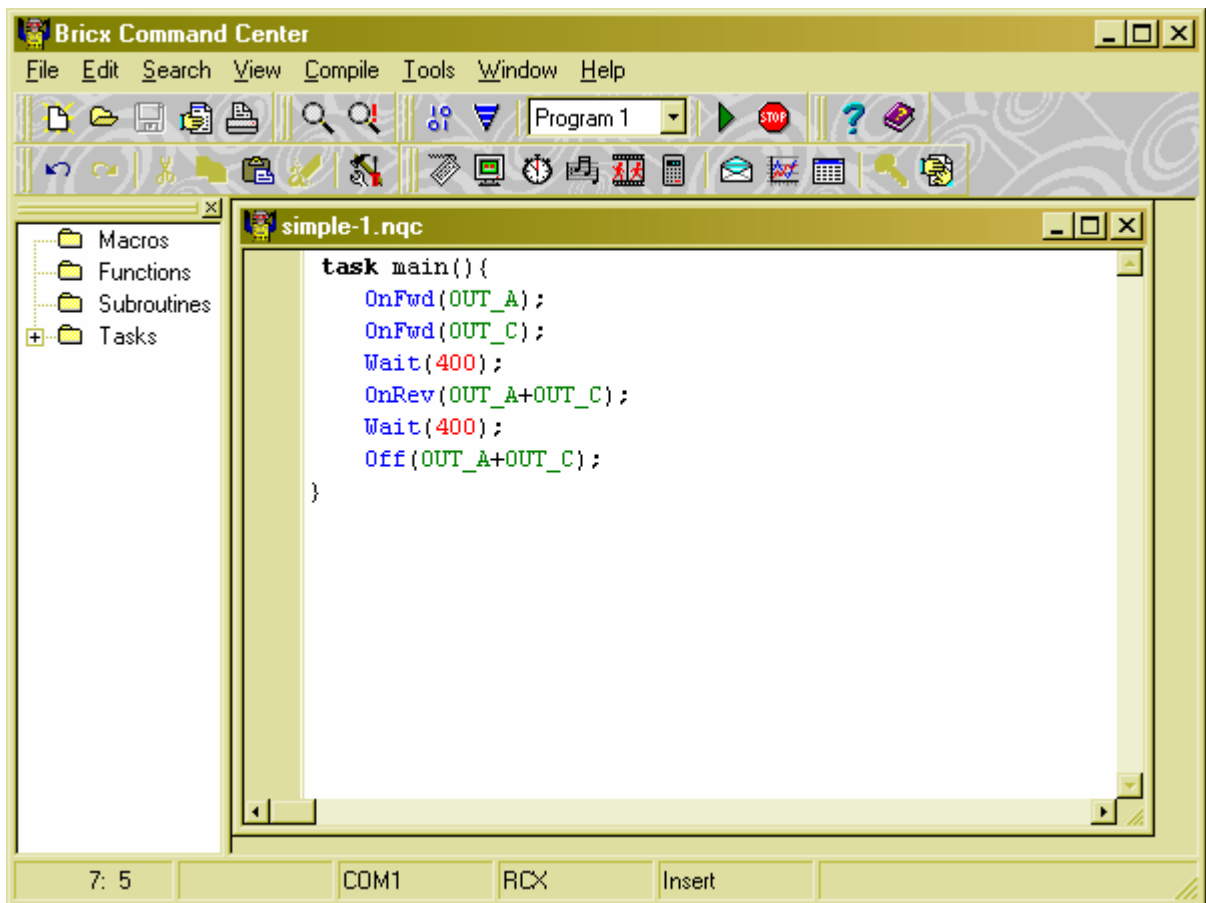 Bricx Command Center
File Edit Search View Compile Tools Window Help
Program 1
STOP
Macros
Functions
Subroutines
Tasks
simple-1.nqc
task main(){
OnFwd(OUT_A);
OnFwd(OUT_C);
Wait(400);
OnRev(OUT_A+OUT_C);
Wait(400);
Off(OUT_A+OUT_C);
}
7: 5 COM1 RCX Insert